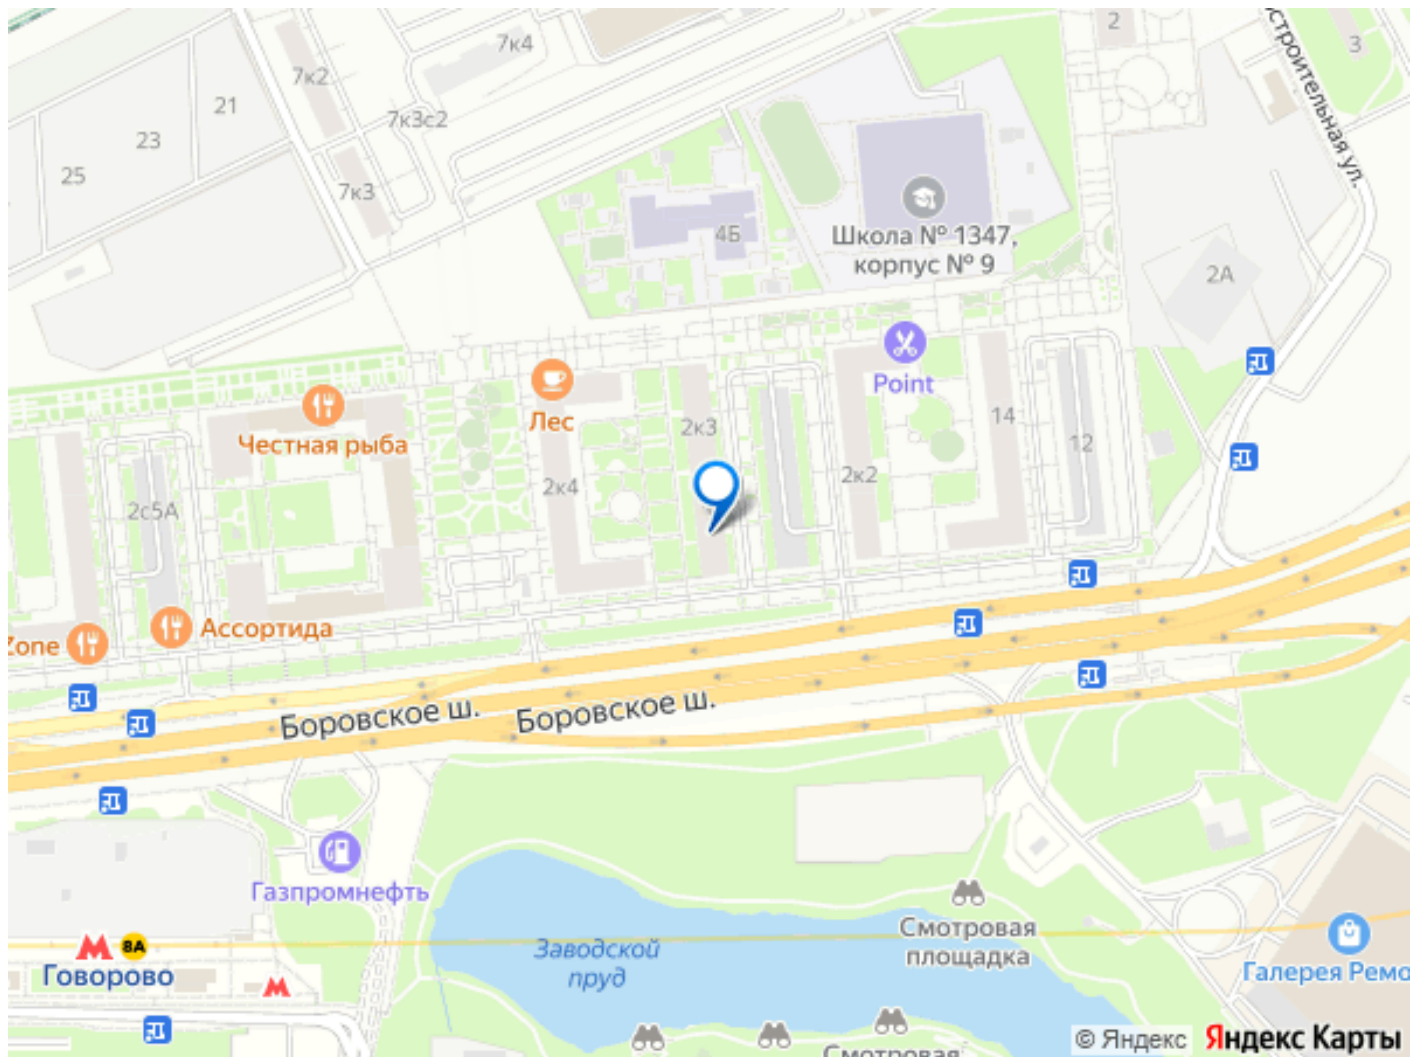 7к4
2
строительная ул.
3
7к2
21
7к3с2
23
25
7к3
4Б
Школа № 1347,
корпус № 9
2А
Point
Лес
Честная рыба
2к3
14
12
2к4
2к2
2с5А
Zone
Ассортида
Боровское ш.
Боровское ш.
Газпромнефть
Смотровая
площадка
Заводской
пруд
М 8А
Говорово
М
Галерея Ремо
Смотровая
© Яндекс Яндекс Карты